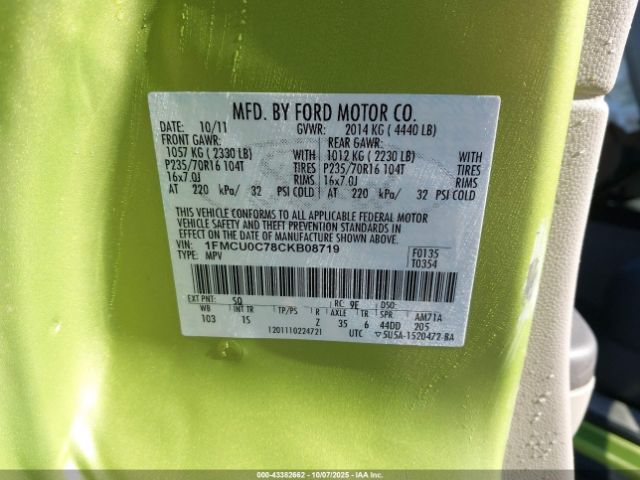 MFD. BY FORD MOTOR CO.
DATE: 10/11 GVWR: 2014 KG ( 4440 LB)
FRONT GAWR: REAR GAWR:
1057 KG ( 2330 LB) WITH 1012 KG ( 2230 LB) WITH
P235/70R16 104T TIRES P235/70R16 104T TIRES
16x7.0J RIMS 16x7.0J RIMS
AT 220 kPa/ 32 PSI COLD AT 220 kPa/ 32 PSI COLD
THIS VEHICLE CONFORMS TO ALL APPLICABLE FEDERAL MOTOR
VEHICLE SAFETY AND THEFT PREVENTION STANDARDS IN
EFFECT ON THE DATE OF MANUFACTURE SHOWN ABOVE.
VIN: 1FMCU0C78CKB08719 F0135
TYPE: MPV T0354
EXT PNT: SQ RC: 9E DSO:
WB INT TR TP/PS R AXLE TR SPR AM71A
103 15 Z 35 6 44DD 205
12011110224721 UTC 5U5A-1520472-BA
000-43382662 - 10/07/2025 - IAAI.COM